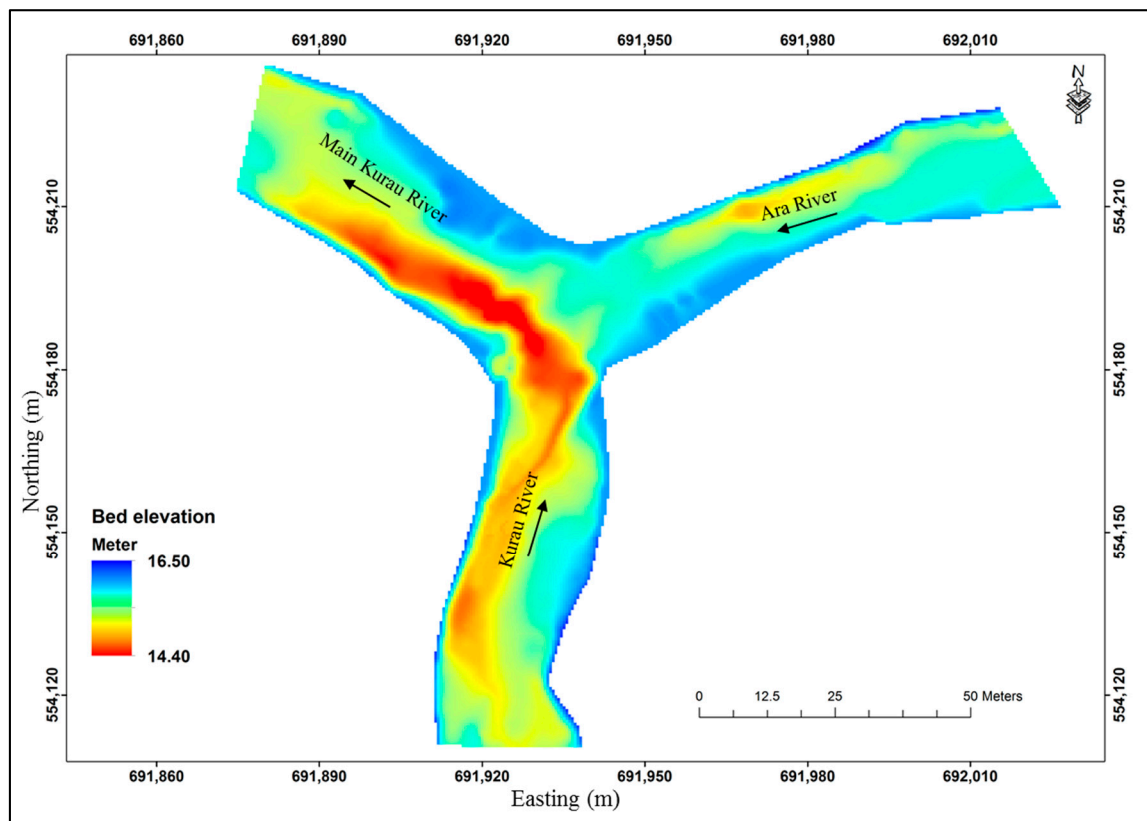 691,860 691,890 691,920 691,950 691,980 692,010
N
Main Kurau River
Ara River
554,210
554,210
554,180
554,180
Northing (m)
Kurau River
554,150
554,150
Bed elevation
Meter
16.50
14.40
554,120
554,120
0 12.5 25 50 Meters
691,860 691,890 691,920 691,950 691,980 692,010
Easting (m)